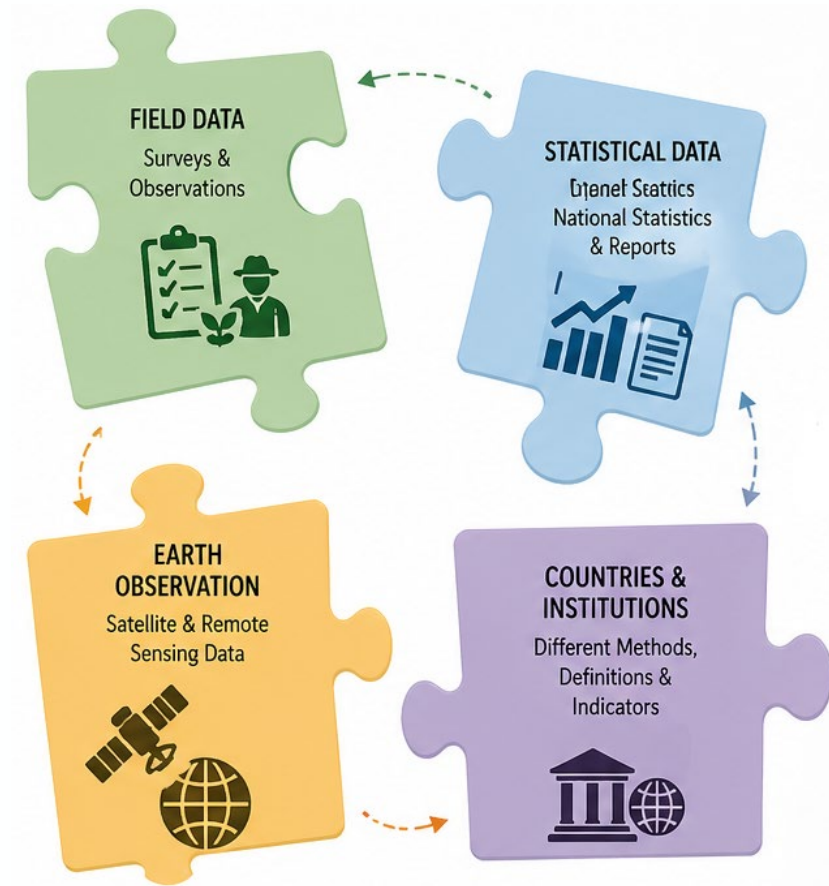 FIELD DATA
Surveys &
Observations
STATISTICAL DATA
National Statistics
& Reports
EARTH
OBSERVATION
Satellite & Remote
Sensing Data
COUNTRIES &
INSTITUTIONS
Different Methods,
Definitions &
Indicators